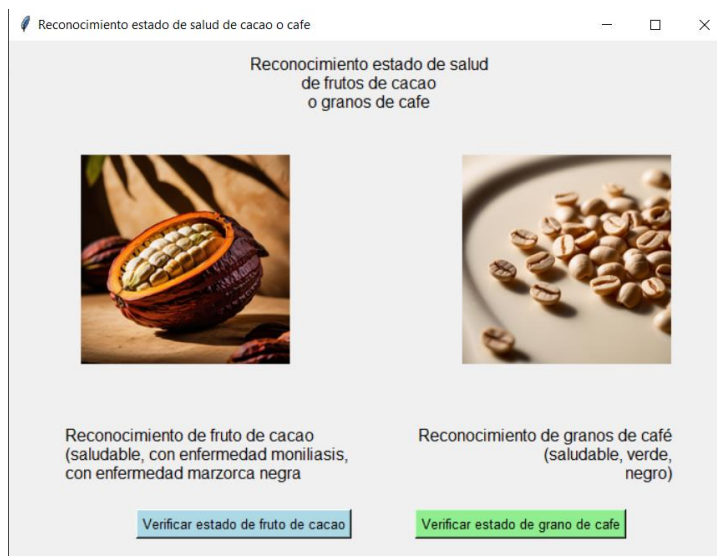 Reconocimiento estado de salud de cacao o cafe
Reconocimiento estado de salud
de frutos de cacao
o granos de cafe
Reconocimiento de fruto de cacao
(saludable, con enfermedad moniliasis,
con enfermedad marzorca negra
Reconocimiento de granos de café
(saludable, verde,
negro)
Verificar estado de fruto de cacao
Verificar estado de grano de cafe